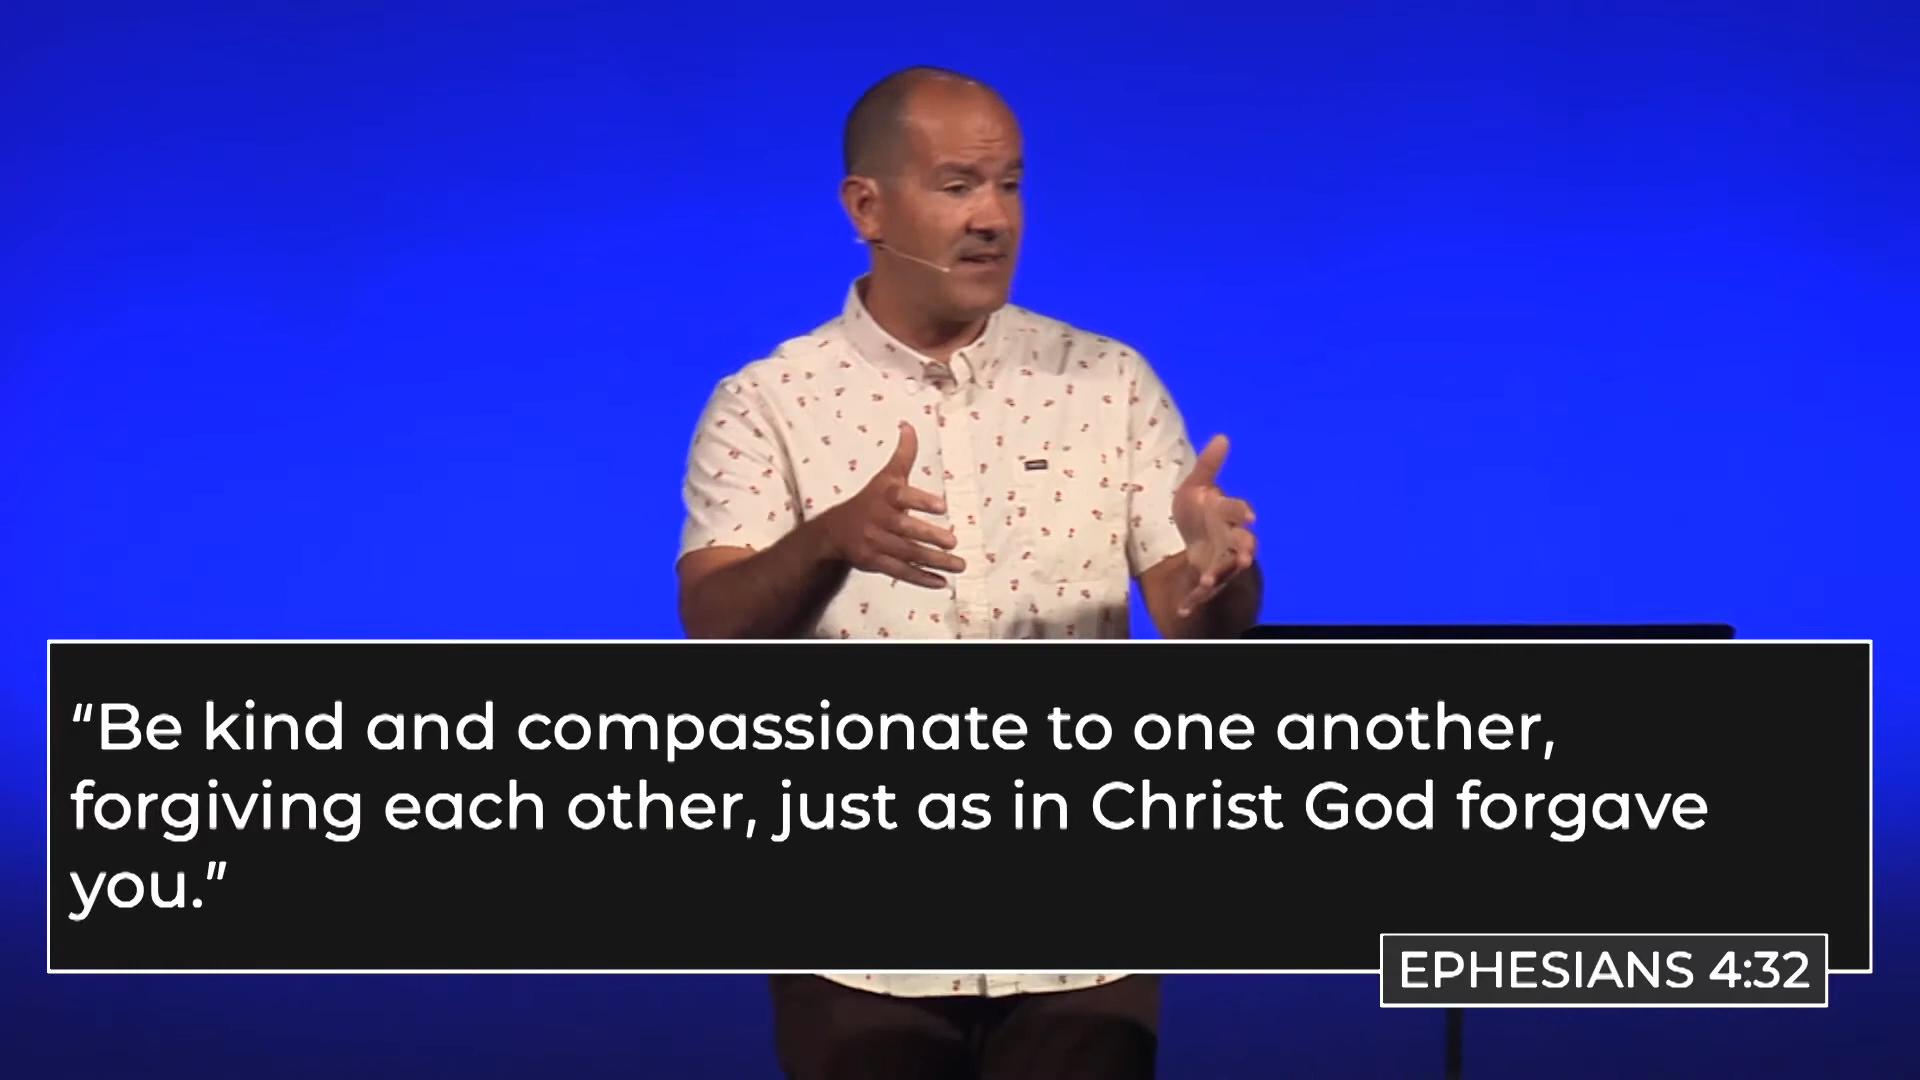 “Be kind and compassionate to one another,
forgiving each other, just as in Christ God forgave
you.”
EPHESIANS 4:32